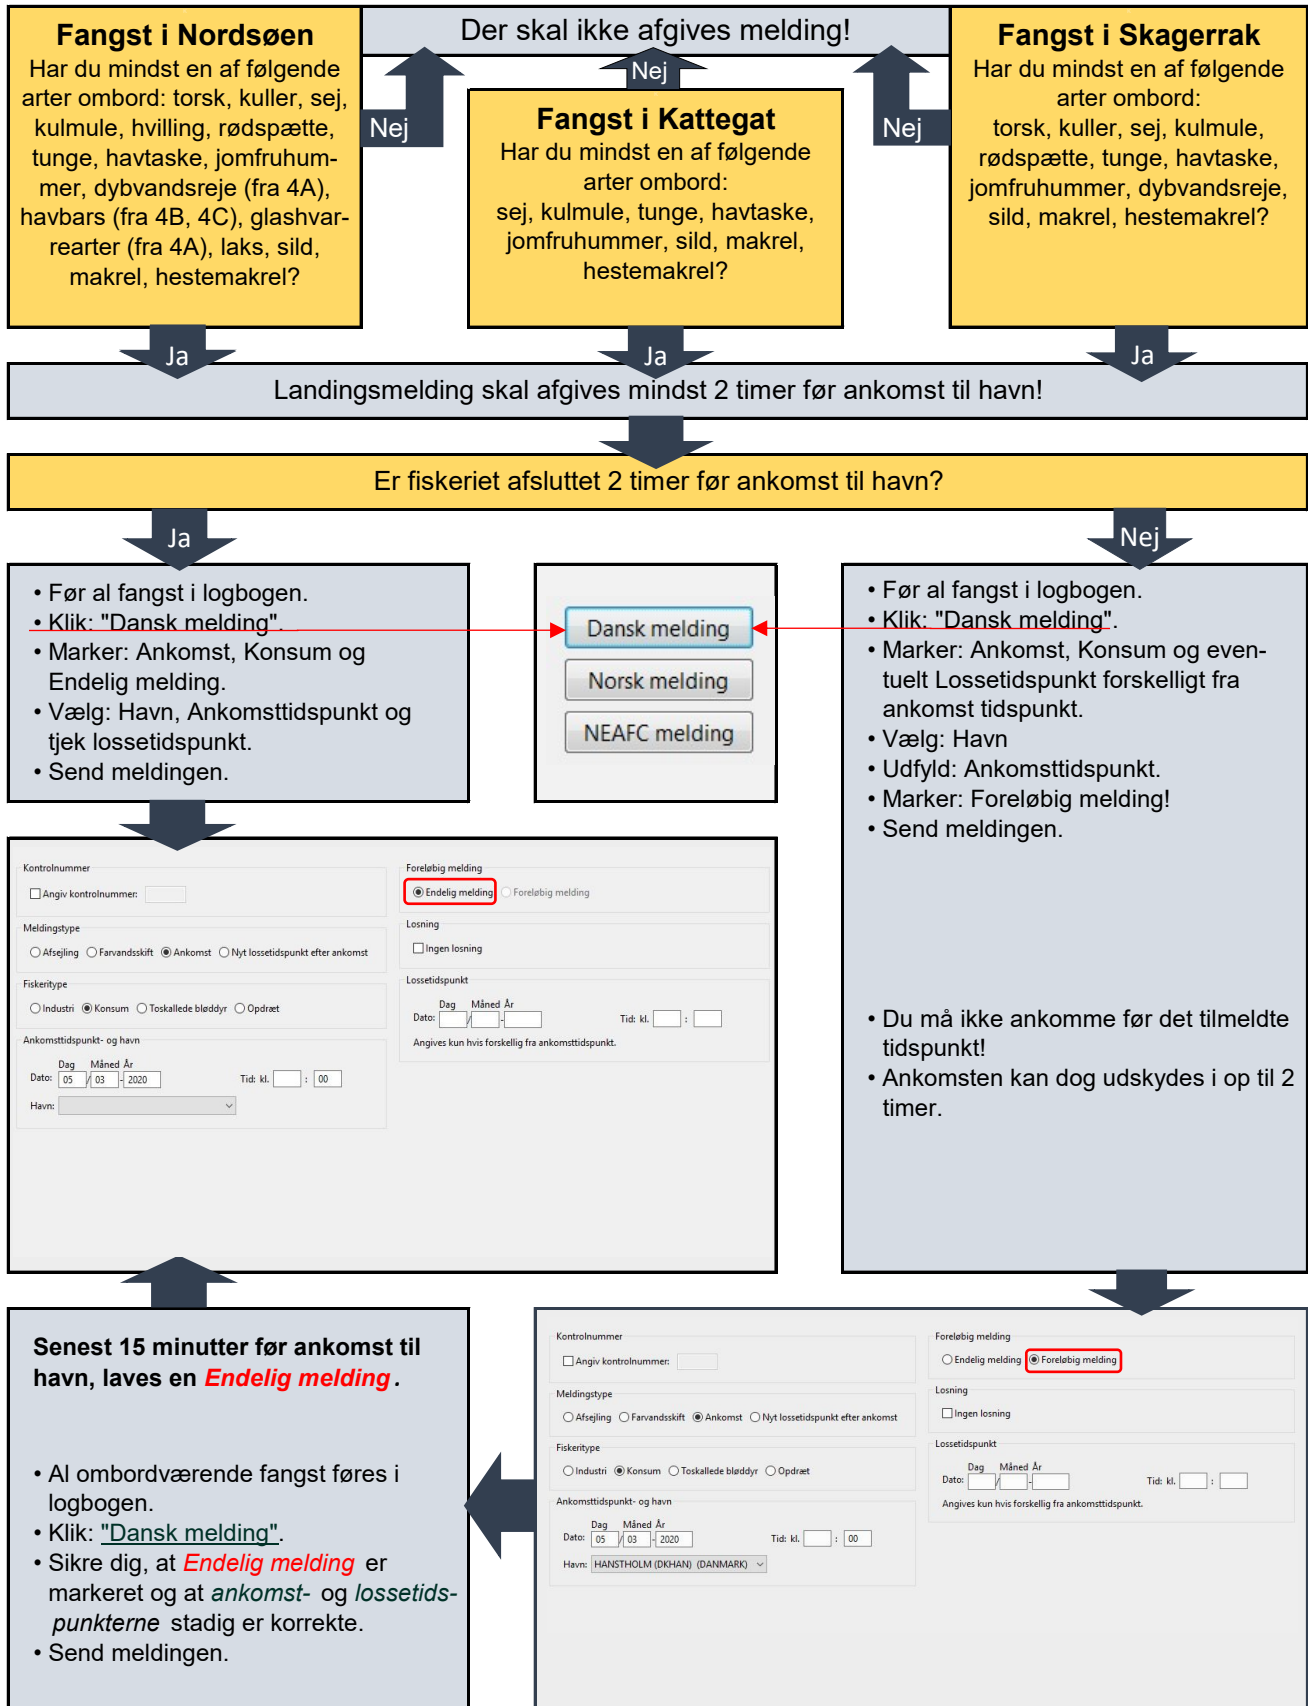 Fangst i Nordsøen
Har du mindst en af følgende
arter ombord: torsk, kuller, sej,
kulmule, hvilling, rødspætte,
tunge, havtaske, jomfruhum-
mer, dybvandsreje (fra 4A),
havbars (fra 4B, 4C), glashvar-
rearter (fra 4A), laks, sild,
makrel, hestemakrel?
Der skal ikke afgives melding!
Nej
Nej
Nej
Fangst i Kattegat
Har du mindst en af følgende
arter ombord:
sej, kulmule, tunge, havtaske,
jomfruhummer, sild, makrel,
hestemakrel?
Fangst i Skagerrak
Har du mindst en af følgende
arter ombord:
torsk, kuller, sej, kulmule,
rødspætte, tunge, havtaske,
jomfruhummer, dybvandsreje,
sild, makrel, hestemakrel?
Ja
Ja
Ja
Landingsmelding skal afgives mindst 2 timer før ankomst til havn!
Er fiskeriet afsluttet 2 timer før ankomst til havn?
Ja
Nej
• Før al fangst i logbogen.
• Klik: "Dansk melding".
• Marker: Ankomst, Konsum og
Endelig melding.
• Vælg: Havn, Ankomsttidspunkt og
tjek lossetidspunkt.
• Send meldingen.
Dansk melding
Norsk melding
NEAFC melding
• Før al fangst i logbogen.
• Klik: "Dansk melding".
• Marker: Ankomst, Konsum og even-
tuelt Lossetidspunkt forskelligt fra
ankomst tidspunkt.
• Vælg: Havn
• Udfyld: Ankomsttidspunkt.
• Marker: Foreløbig melding!
• Send meldingen.
• Du må ikke ankomme før det tilmeldte
tidspunkt!
• Ankomsten kan dog udskydes i op til 2
timer.
Kontrolnummer
Angiv kontrolnummer:
Meldingstype
Afsejling Farvandsskift Ankomst Nyt lossetidspunkt efter ankomst
Fiskeritype
Industri Konsum Toskallede bløddyr Opdræt
Ankomsttidspunkt- og havn
Dag Måned År
Dato: 05 / 03 - 2020 Tid: kl. : 00
Havn:
Foreløbig melding
Endelig melding Foreløbig melding
Losning
Ingen losning
Lossetidspunkt
Dag Måned År
Dato: / - Tid: kl. :
Angives kun hvis forskellig fra ankomsttidspunkt.
Senest 15 minutter før ankomst til
havn, laves en Endelig melding.
• Al ombordværende fangst føres i
logbogen.
• Klik: "Dansk melding".
• Sikre dig, at Endelig melding er
markeret og at ankomst- og lossetids-
punkterne stadig er korrekte.
• Send meldingen.
Kontrolnummer
Angiv kontrolnummer:
Meldingstype
Afsejling Farvandsskift Ankomst Nyt lossetidspunkt efter ankomst
Fiskeritype
Industri Konsum Toskallede bløddyr Opdræt
Ankomsttidspunkt- og havn
Dag Måned År
Dato: 05 / 03 - 2020 Tid: kl. : 00
Havn: HANSTHOLM (DKHAN) (DANMARK)
Foreløbig melding
Endelig melding Foreløbig melding
Losning
Ingen losning
Lossetidspunkt
Dag Måned År
Dato: / - Tid: kl. :
Angives kun hvis forskellig fra ankomsttidspunkt.